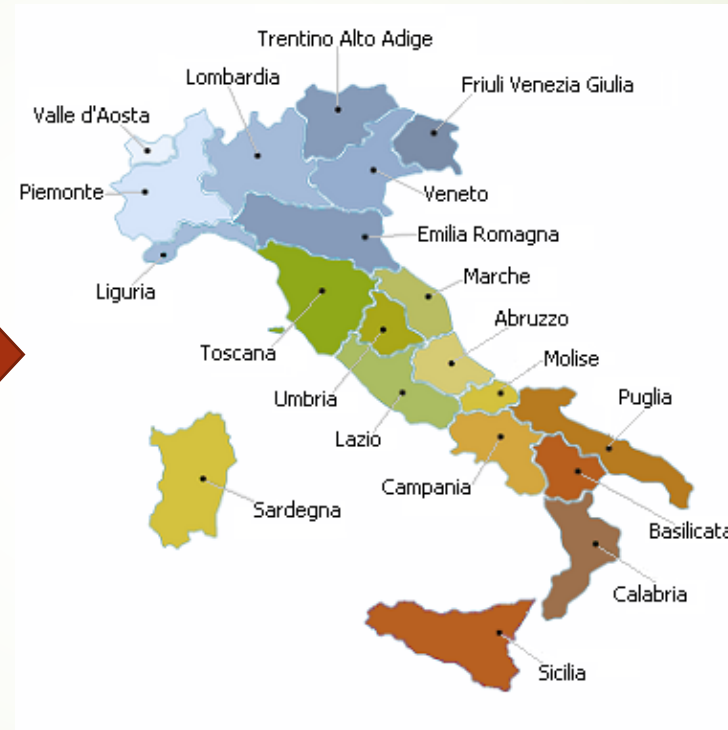 Trentino Alto Adige
Lombardia
Friuli Venezia Giulia
Valle d'Aosta
Piemonte
Veneto
Emilia Romagna
Marche
Liguria
Abruzzo
Toscana
Molise
Umbria
Puglia
Lazio
Campania
Sardegna
Basilicata
Calabria
Sicilia